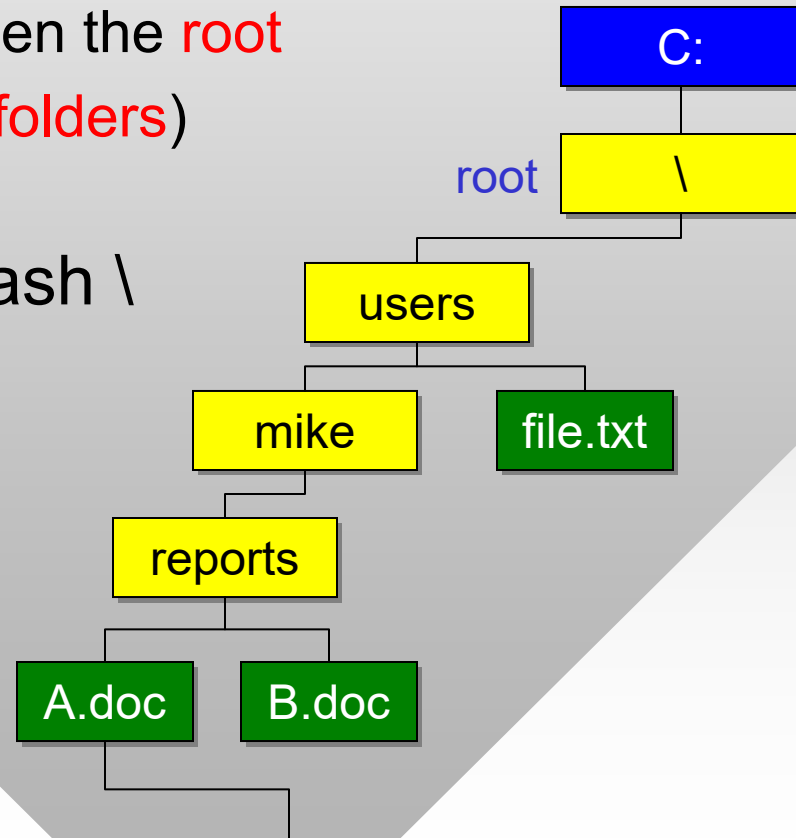 en the root
folders)
C:
root
\
ash \
users
mike
file.txt
reports
A.doc
B.doc